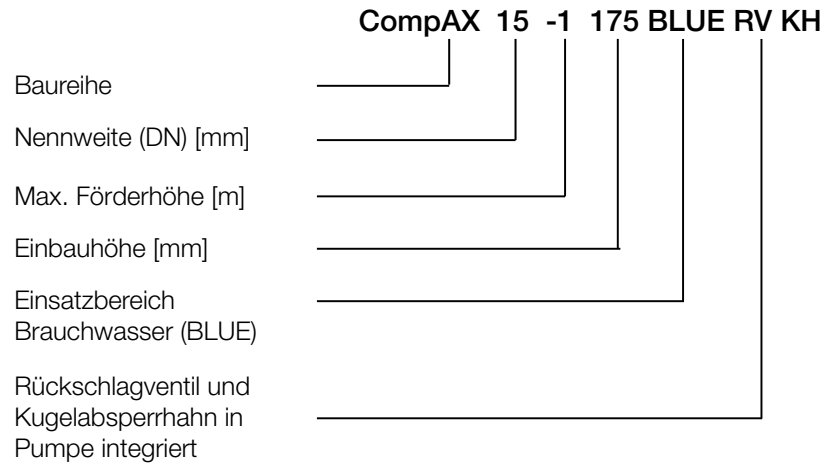 CompAX 15 -1 175 BLUE RV KH
Baureihe
Nennweite (DN) [mm]
Max. Förderhöhe [m]
Einbauhöhe [mm]
Einsatzbereich
Brauchwasser (BLUE)
Rückschlagventil und
Kugelabsperrhahn in
Pumpe integriert